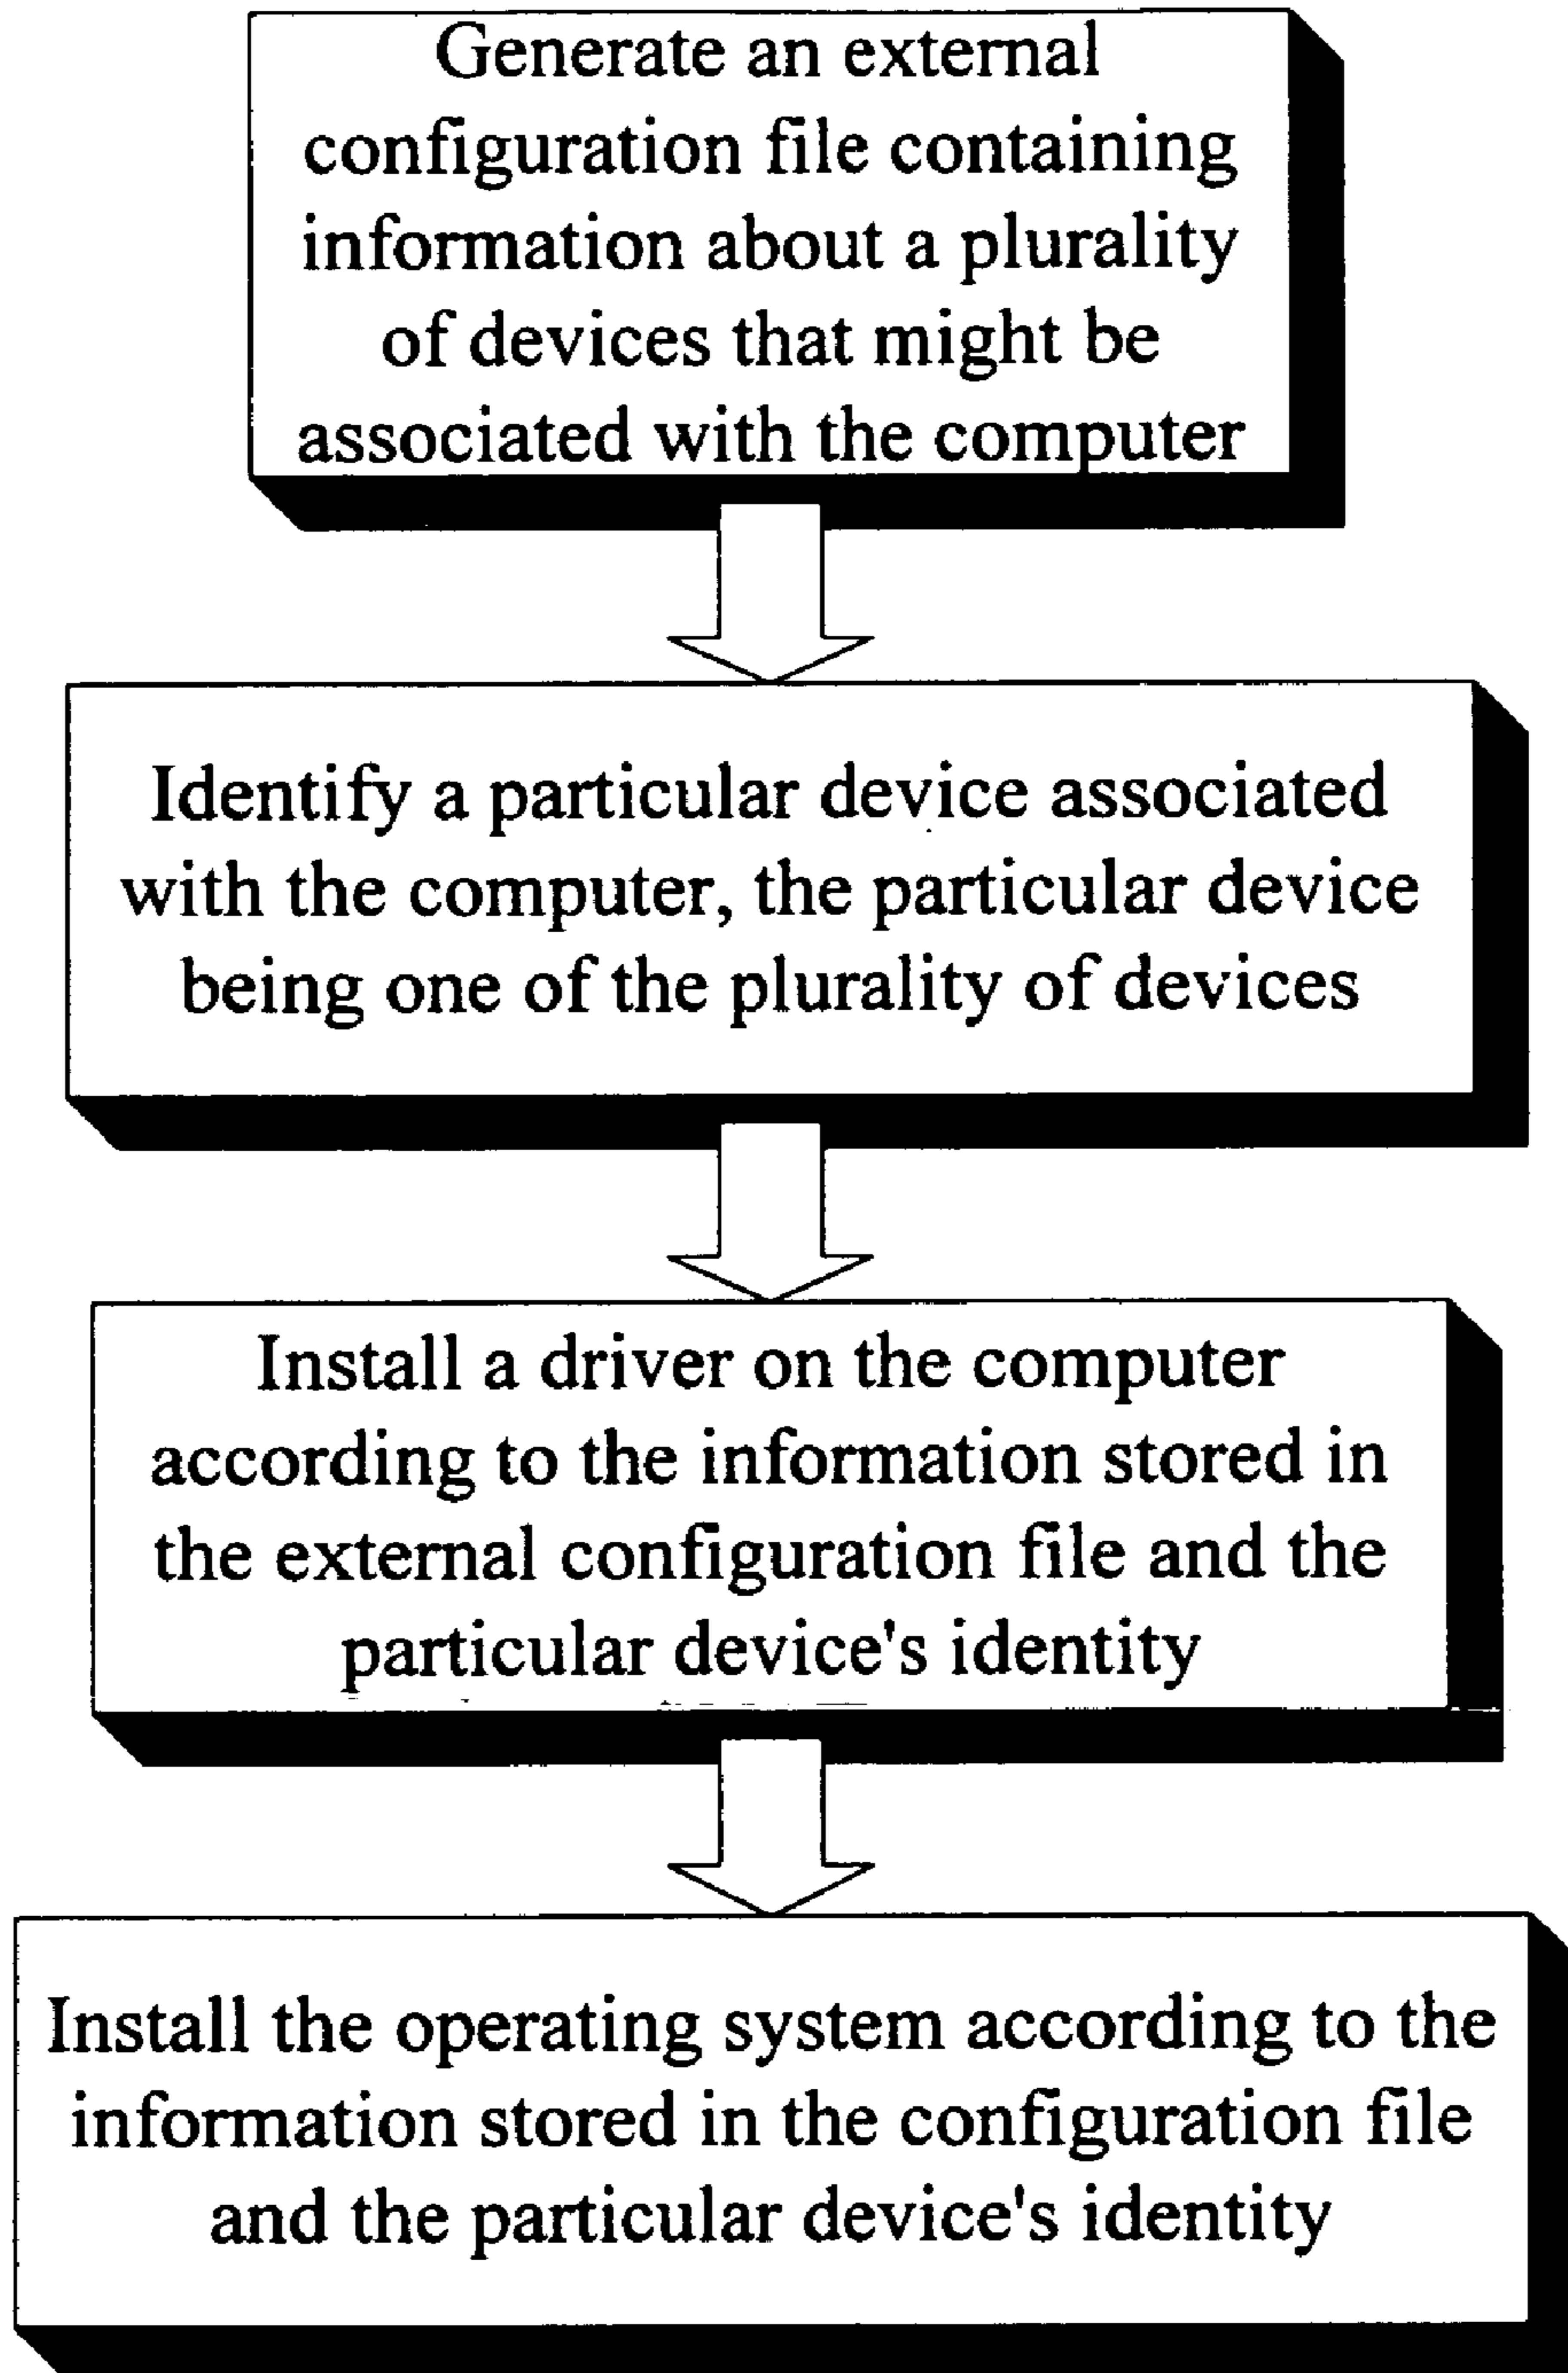 Generate an external
configuration file containing
information about a plurality
of devices that might be
associated with the computer
Identify a particular device associated
with the computer, the particular device
being one of the plurality of devices
Install a driver on the computer
according to the information stored in
the external configuration file and the
particular device's identity
Install the operating system according to the
information stored in the configuration file
and the particular device's identity